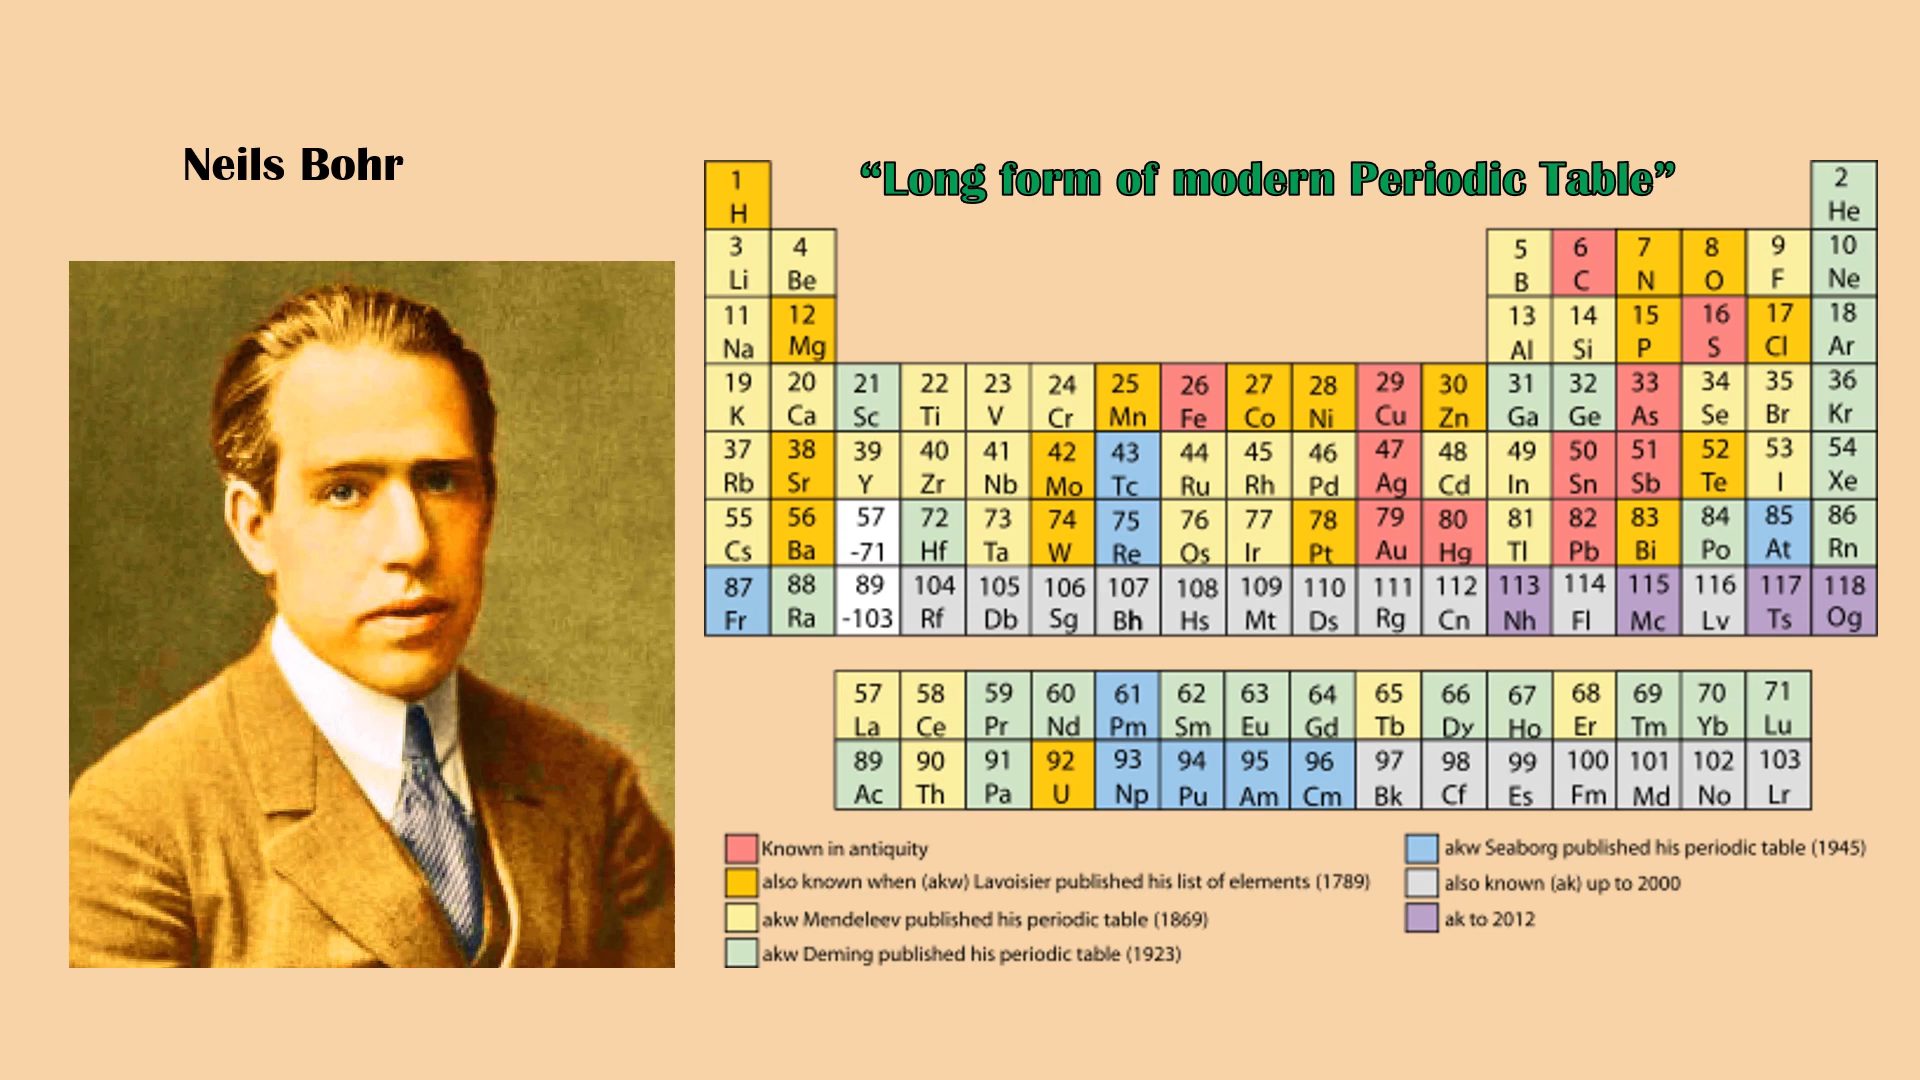 Neils Bohr
“Long form of modern Periodic Table”
1 2
H He
3 4 5 6 7 8 9 10
Li Be B C N O F Ne
11 12 13 14 15 16 17 18
Na Mg Al Si P S Cl Ar
19 20 21 22 23 24 25 26 27 28 29 30 31 32 33 34 35 36
K Ca Sc Ti V Cr Mn Fe Co Ni Cu Zn Ga Ge As Se Br Kr
37 38 39 40 41 42 43 44 45 46 47 48 49 50 51 52 53 54
Rb Sr Y Zr Nb Mo Tc Ru Rh Pd Ag Cd In Sn Sb Te I Xe
55 56 57 72 73 74 75 76 77 78 79 80 81 82 83 84 85 86
Cs Ba -71 Hf Ta W Re Os Ir Pt Au Hg Tl Pb Bi Po At Rn
87 88 89 104 105 106 107 108 109 110 111 112 113 114 115 116 117 118
Fr Ra -103 Rf Db Sg Bh Hs Mt Ds Rg Cn Nh Fl Mc Lv Ts Og
57 58 59 60 61 62 63 64 65 66 67 68 69 70 71
La Ce Pr Nd Pm Sm Eu Gd Tb Dy Ho Er Tm Yb Lu
89 90 91 92 93 94 95 96 97 98 99 100 101 102 103
Ac Th Pa U Np Pu Am Cm Bk Cf Es Fm Md No Lr
Known in antiquity
also known when (akw) Lavoisier published his list of elements (1789)
akw Mendeleev published his periodic table (1869)
akw Deming published his periodic table (1923)
akw Seaborg published his periodic table (1945)
also known (ak) up to 2000
ak to 2012